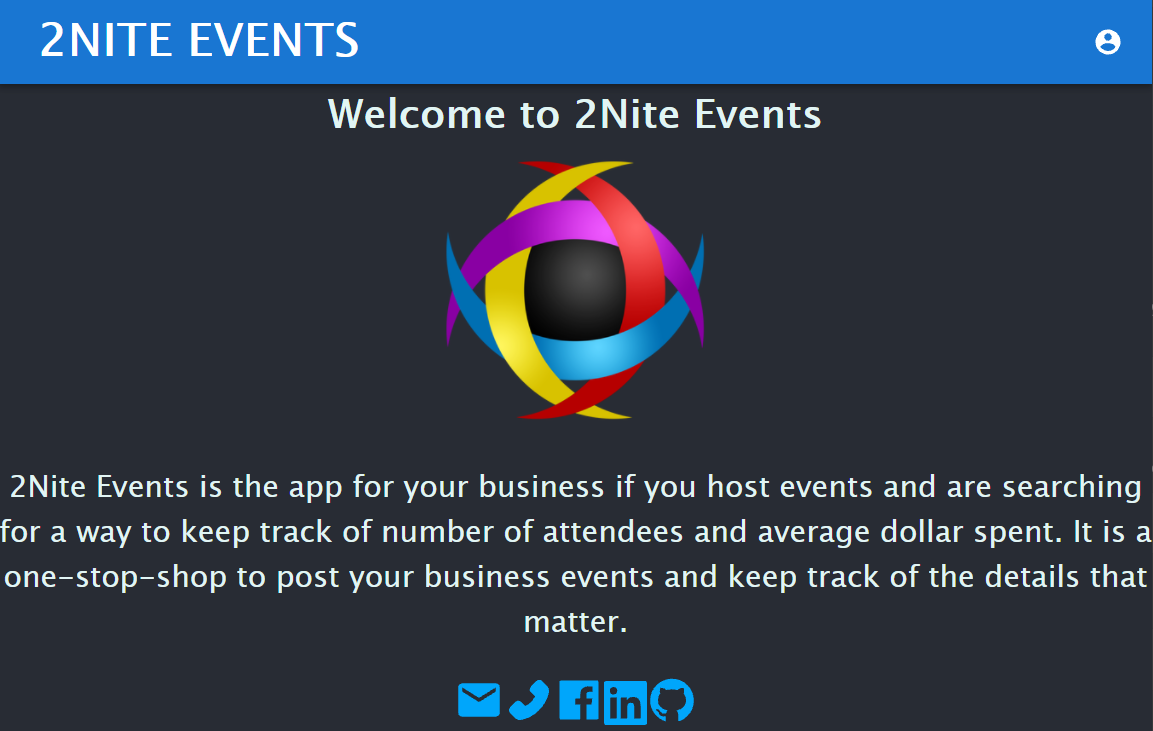 2NITE EVENTS
Welcome to 2Nite Events
2Nite Events is the app for your business if you host events and are searching
for a way to keep track of number of attendees and average dollar spent. It is a
one-stop-shop to post your business events and keep track of the details that
matter.